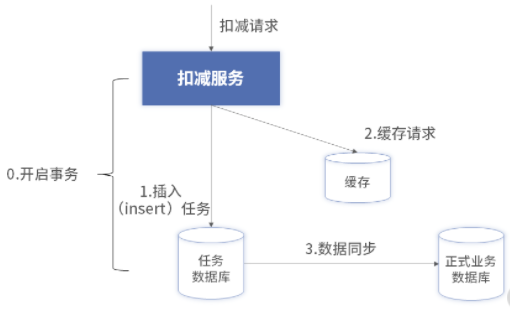 扣减请求
扣减服务
2.缓存请求
0.开启事务
缓存
1.插入
（insert）任务
3.数据同步
任务
数据库
正式业务
数据库